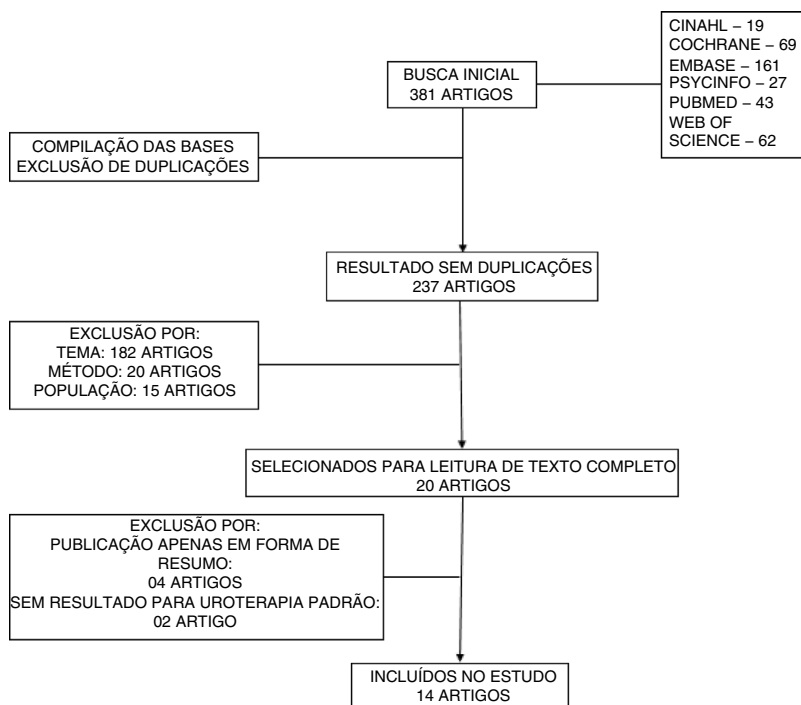 CINAHL – 19
COCHRANE – 69
EMBASE – 161
PSYCINFO – 27
PUBMED – 43
WEB OF
SCIENCE – 62
BUSCA INICIAL
381 ARTIGOS
COMPILAÇÃO DAS BASES
EXCLUSÃO DE DUPLICAÇÕES
RESULTADO SEM DUPLICAÇÕES
237 ARTIGOS
EXCLUSÃO POR:
TEMA: 182 ARTIGOS
MÉTODO: 20 ARTIGOS
POPULAÇÃO: 15 ARTIGOS
SELECIONADOS PARA LEITURA DE TEXTO COMPLETO
20 ARTIGOS
EXCLUSÃO POR:
PUBLICAÇÃO APENAS EM FORMA DE
RESUMO:
04 ARTIGOS
SEM RESULTADO PARA UROTERAPIA PADRÃO:
02 ARTIGO
INCLUÍDOS NO ESTUDO
14 ARTIGOS